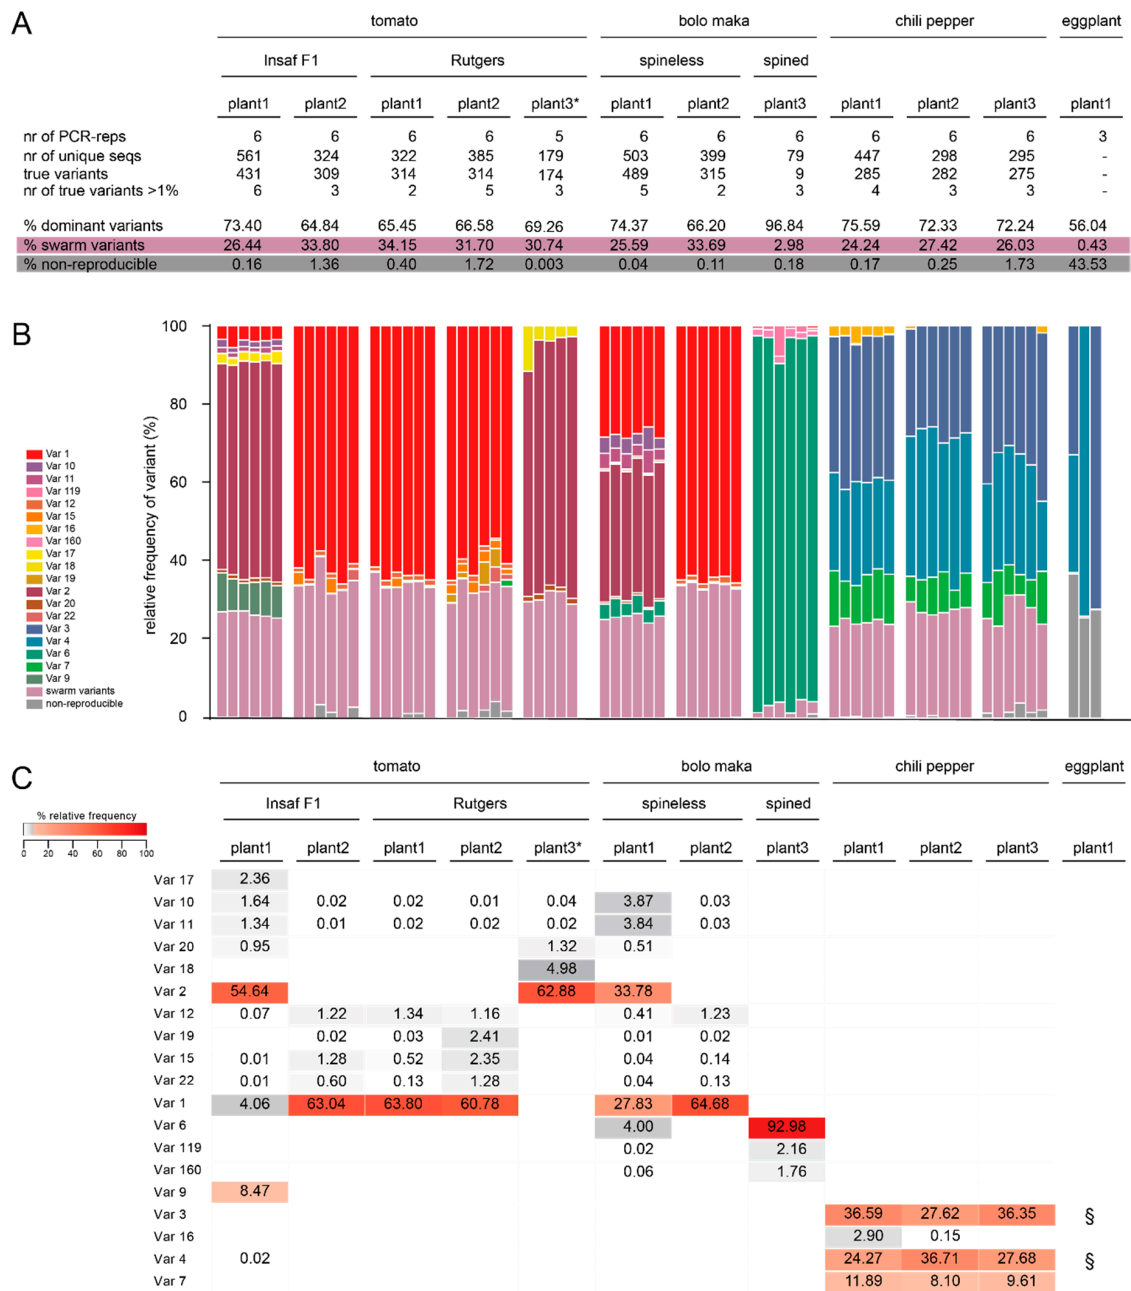 A
tomato bolo maka chili pepper eggplant
Insaf F1 Rutgers spineless spined
plant1 plant2 plant1 plant2 plant3* plant1 plant2 plant3 plant1 plant2 plant3 plant1
nr of PCR-reps 6 6 6 6 5 6 6 6 6 6 6 3
nr of unique seqs 561 324 322 385 179 503 399 79 447 298 295 -
true variants 431 309 314 314 174 489 315 9 285 282 275 -
nr of true variants >1% 6 3 2 5 3 5 2 3 4 3 3 -
% dominant variants 73.40 64.84 65.45 66.58 69.26 74.37 66.20 96.84 75.59 72.33 72.24 56.04
% swarm variants 26.44 33.80 34.15 31.70 30.74 25.59 33.69 2.98 24.24 27.42 26.03 0.43
% non-reproducible 0.16 1.36 0.40 1.72 0.003 0.04 0.11 0.18 0.17 0.25 1.73 43.53
B
relative frequency of variant (%)
100
80
60
40
20
0
Var 1
Var 10
Var 11
Var 119
Var 12
Var 15
Var 16
Var 160
Var 17
Var 18
Var 19
Var 2
Var 20
Var 22
Var 3
Var 4
Var 6
Var 7
Var 9
swarm variants
non-reproducible
C
tomato bolo maka chili pepper eggplant
Insaf F1 Rutgers spineless spined
% relative frequency
0 20 40 60 80 100
plant1 plant2 plant1 plant2 plant3* plant1 plant2 plant3 plant1 plant2 plant3 plant1
Var 17 2.36
Var 10 1.64 0.02 0.02 0.01 0.04 3.87 0.03
Var 11 1.34 0.01 0.02 0.02 0.02 3.84 0.03
Var 20 0.95 1.32 0.51
Var 18 4.98
Var 2 54.64 62.88 33.78
Var 12 0.07 1.22 1.34 1.16 0.41 1.23
Var 19 0.02 0.03 2.41 0.01 0.02
Var 15 0.01 1.28 0.52 2.35 0.04 0.14
Var 22 0.01 0.60 0.13 1.28 0.04 0.13
Var 1 4.06 63.04 63.80 60.78 27.83 64.68
Var 6 4.00 92.98
Var 119 0.02 2.16
Var 160 0.06 1.76
Var 9 8.47
Var 3 36.59 27.62 36.35 §
Var 16 2.90 0.15
Var 4 0.02 24.27 36.71 27.68 §
Var 7 11.89 8.10 9.61